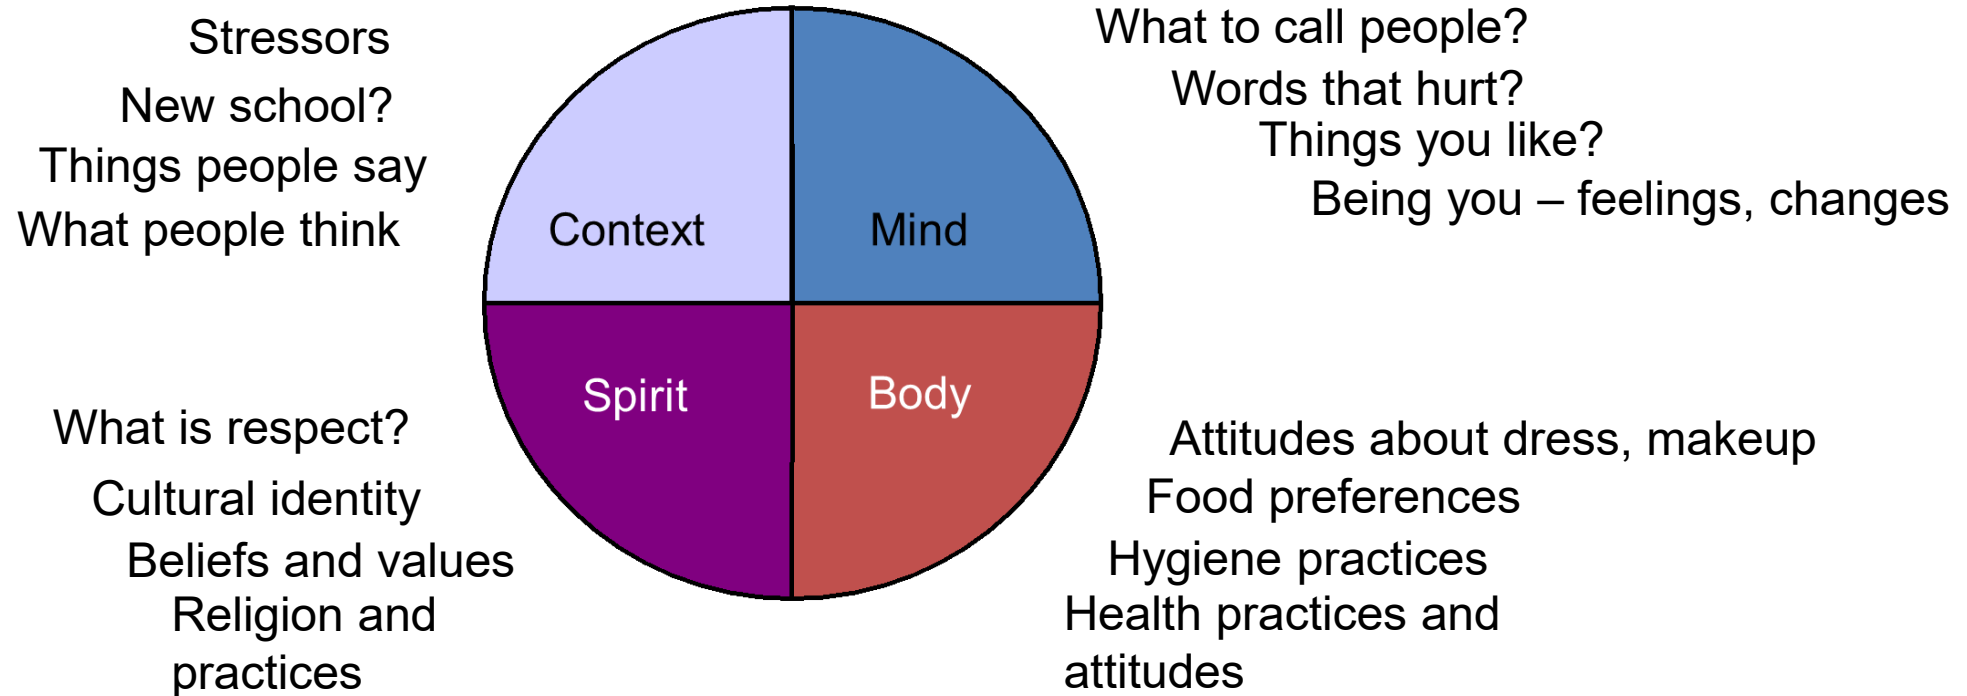 Stressors
New school?
Things people say
What people think
Context
Mind
What to call people?
Words that hurt?
Things you like?
Being you – feelings, changes
Spirit
Body
What is respect?
Cultural identity
Beliefs and values
Religion and
practices
Attitudes about dress, makeup
Food preferences
Hygiene practices
Health practices and
attitudes